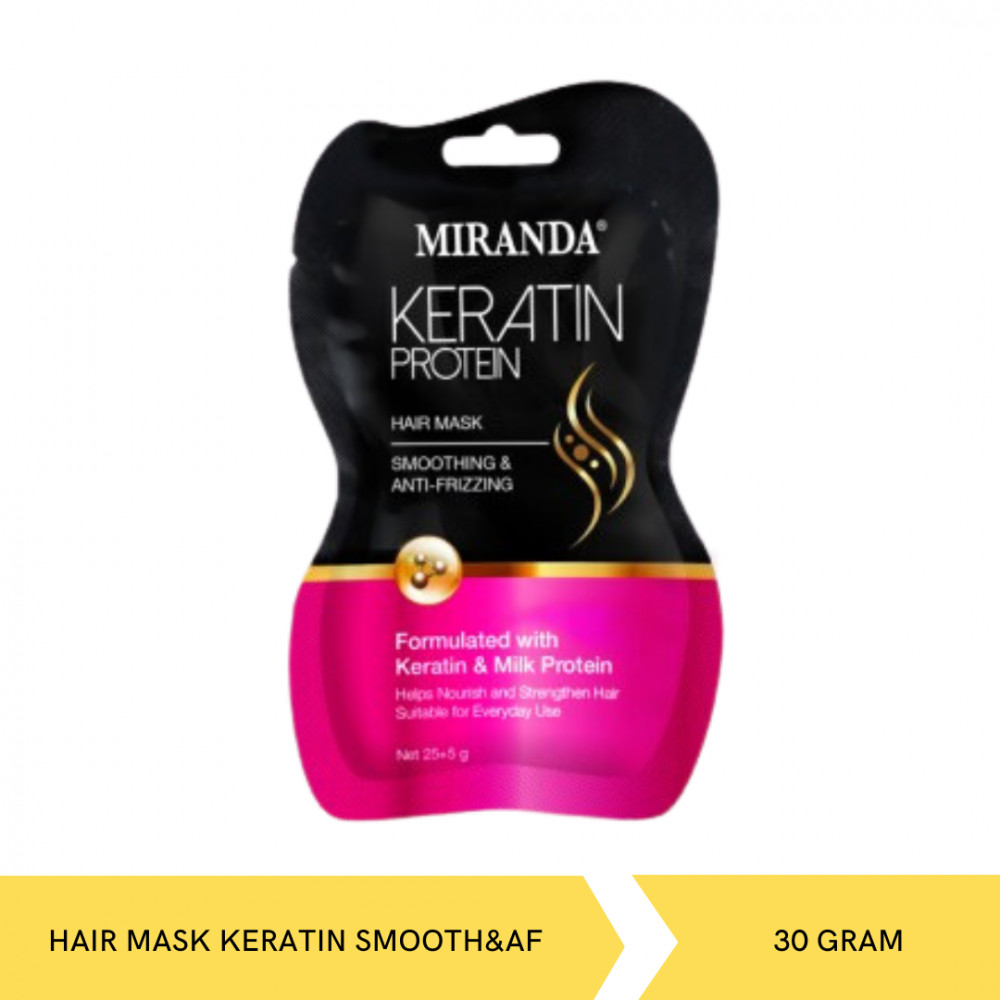 MIRANDA®
KERATIN
PROTEIN
HAIR MASK
SMOOTHING &
ANTI-FRIZZING
Formulated with
Keratin & Milk Protein
Helps Nourish and Strengthen Hair
Suitable for Everyday Use
Net 25+5 g
HAIR MASK KERATIN SMOOTH&AF
30 GRAM